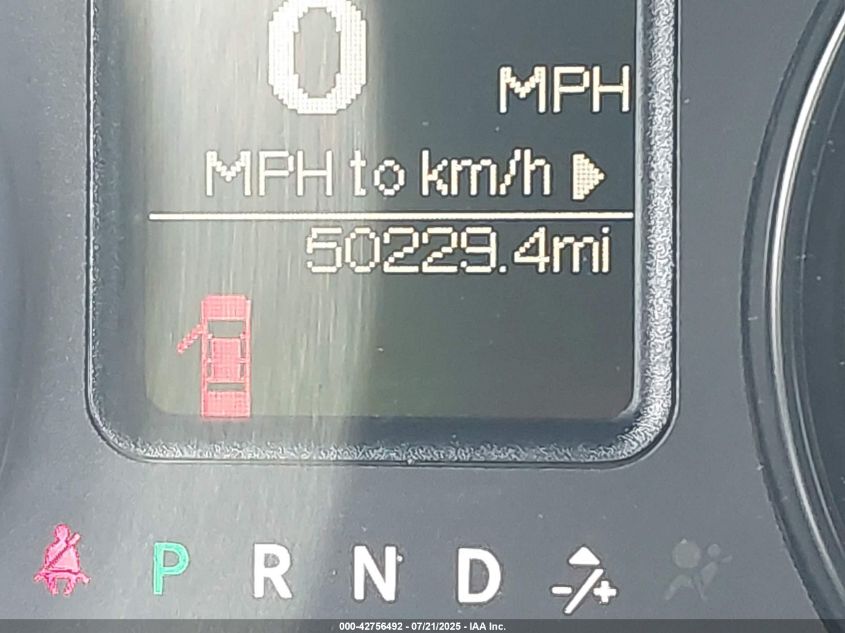 0
MPH
MPH to km/h
50229.4mi
P R N D -/+
000-42756492 - 07/21/2025 - IAA Inc.